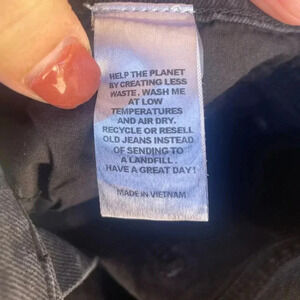 HELP THE PLANET
BY CREATING LESS
WASTE. WASH ME
AT LOW
TEMPERATURES
AND AIR DRY.
RECYCLE OR RESELL
OLD JEANS INSTEAD
OF SENDING TO
A LANDFILL.
HAVE A GREAT DAY!
MADE IN VIETNAM